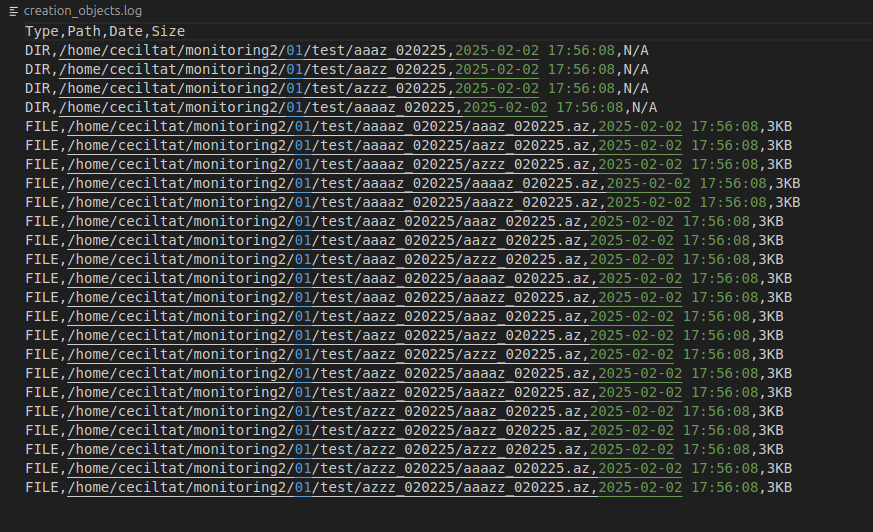 creation_objects.log
Type,Path,Date,Size
DIR,/home/ceciltat/monitoring2/01/test/aaaz_020225,2025-02-02 17:56:08,N/A
DIR,/home/ceciltat/monitoring2/01/test/aazz_020225,2025-02-02 17:56:08,N/A
DIR,/home/ceciltat/monitoring2/01/test/azzz_020225,2025-02-02 17:56:08,N/A
DIR,/home/ceciltat/monitoring2/01/test/aaaaz_020225,2025-02-02 17:56:08,N/A
FILE,/home/ceciltat/monitoring2/01/test/aaaaz_020225/aaaz_020225.az,2025-02-02 17:56:08,3KB
FILE,/home/ceciltat/monitoring2/01/test/aaaaz_020225/aazz_020225.az,2025-02-02 17:56:08,3KB
FILE,/home/ceciltat/monitoring2/01/test/aaaaz_020225/azzz_020225.az,2025-02-02 17:56:08,3KB
FILE,/home/ceciltat/monitoring2/01/test/aaaaz_020225/aaaaz_020225.az,2025-02-02 17:56:08,3KB
FILE,/home/ceciltat/monitoring2/01/test/aaaaz_020225/aaazz_020225.az,2025-02-02 17:56:08,3KB
FILE,/home/ceciltat/monitoring2/01/test/aaaz_020225/aaaz_020225.az,2025-02-02 17:56:08,3KB
FILE,/home/ceciltat/monitoring2/01/test/aaaz_020225/aazz_020225.az,2025-02-02 17:56:08,3KB
FILE,/home/ceciltat/monitoring2/01/test/aaaz_020225/azzz_020225.az,2025-02-02 17:56:08,3KB
FILE,/home/ceciltat/monitoring2/01/test/aaaz_020225/aaaaz_020225.az,2025-02-02 17:56:08,3KB
FILE,/home/ceciltat/monitoring2/01/test/aaaz_020225/aaazz_020225.az,2025-02-02 17:56:08,3KB
FILE,/home/ceciltat/monitoring2/01/test/aazz_020225/aaaz_020225.az,2025-02-02 17:56:08,3KB
FILE,/home/ceciltat/monitoring2/01/test/aazz_020225/aazz_020225.az,2025-02-02 17:56:08,3KB
FILE,/home/ceciltat/monitoring2/01/test/aazz_020225/azzz_020225.az,2025-02-02 17:56:08,3KB
FILE,/home/ceciltat/monitoring2/01/test/aazz_020225/aaaaz_020225.az,2025-02-02 17:56:08,3KB
FILE,/home/ceciltat/monitoring2/01/test/aazz_020225/aaazz_020225.az,2025-02-02 17:56:08,3KB
FILE,/home/ceciltat/monitoring2/01/test/azzz_020225/aaaz_020225.az,2025-02-02 17:56:08,3KB
FILE,/home/ceciltat/monitoring2/01/test/azzz_020225/aazz_020225.az,2025-02-02 17:56:08,3KB
FILE,/home/ceciltat/monitoring2/01/test/azzz_020225/azzz_020225.az,2025-02-02 17:56:08,3KB
FILE,/home/ceciltat/monitoring2/01/test/azzz_020225/aaaaz_020225.az,2025-02-02 17:56:08,3KB
FILE,/home/ceciltat/monitoring2/01/test/azzz_020225/aaazz_020225.az,2025-02-02 17:56:08,3KB